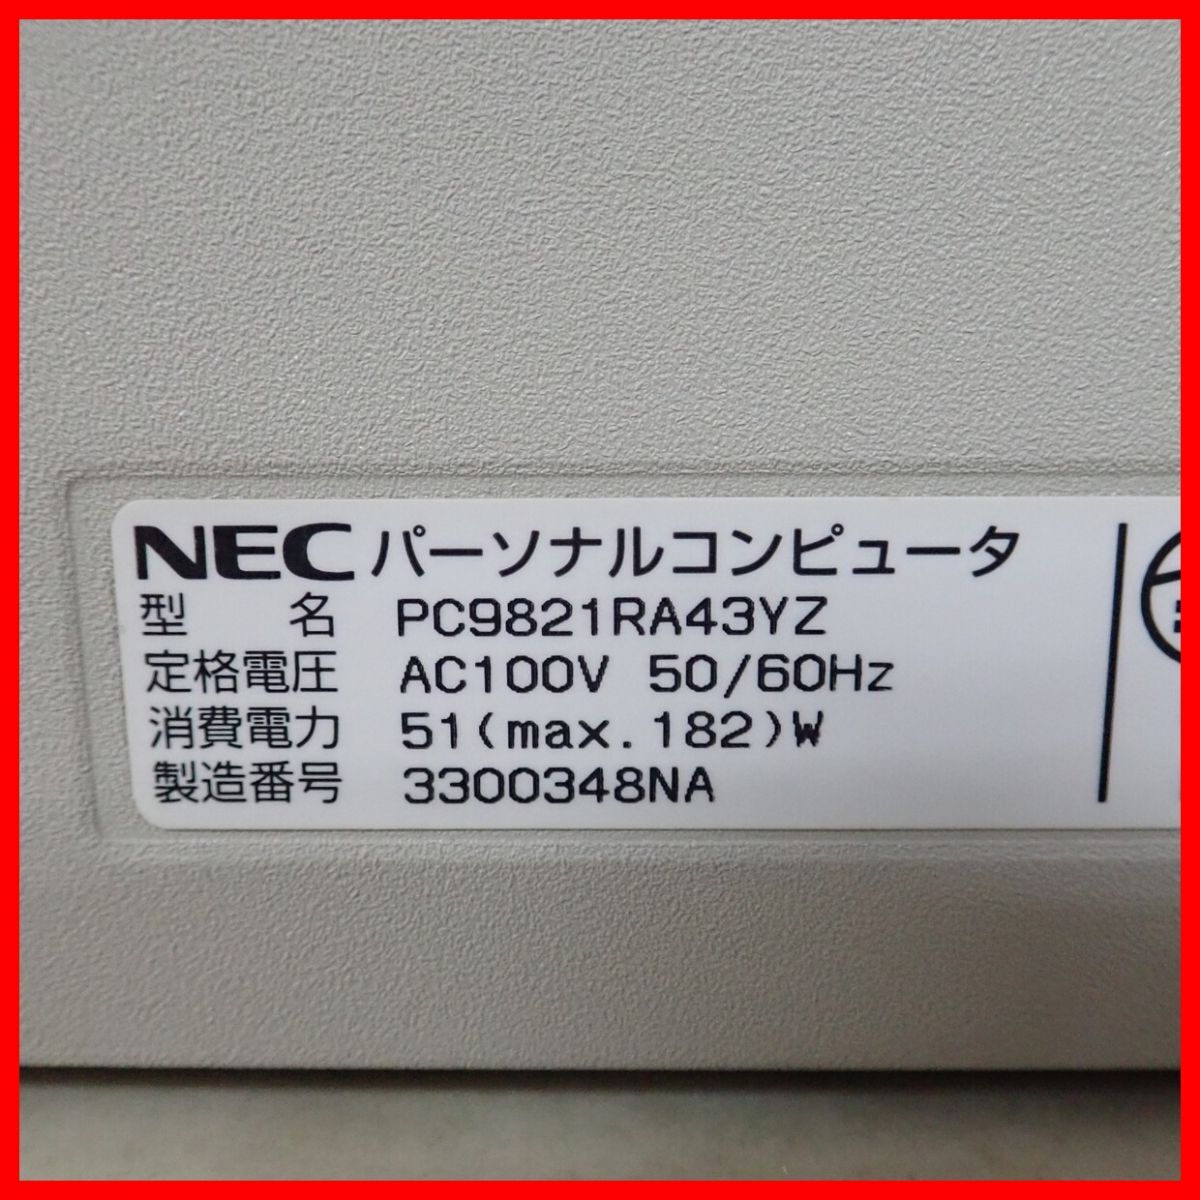 NEC パーソナルコンピュータ
型 名 PC9821RA43YZ
定格電圧 AC100V 50/60Hz
消費電力 51(max.182)W
製造番号 3300348NA